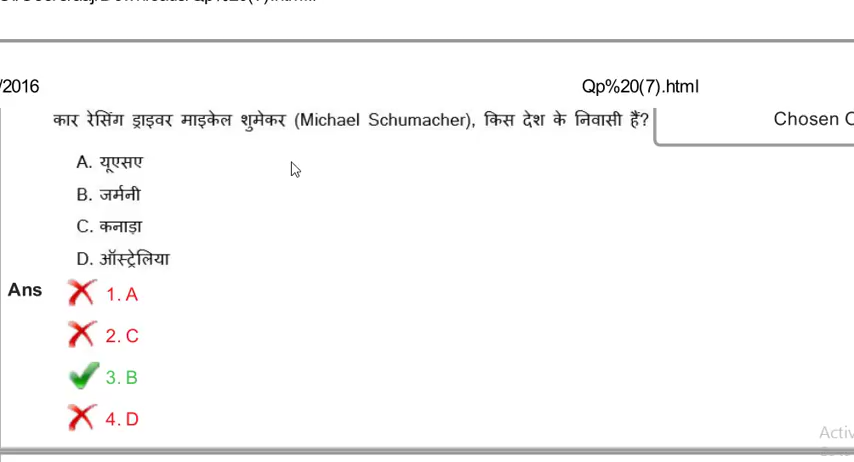 /2016
Qp%20(7).html
कार रेसिंग ड्राइवर माइकेल शुमेकर (Michael Schumacher), किस देश के निवासी हैं?
Chosen
A. यूएसए
B. जर्मनी
C. कनाडा
D. ऑस्ट्रेलिया
Ans
1. A
2. C
3. B
4. D
Activ